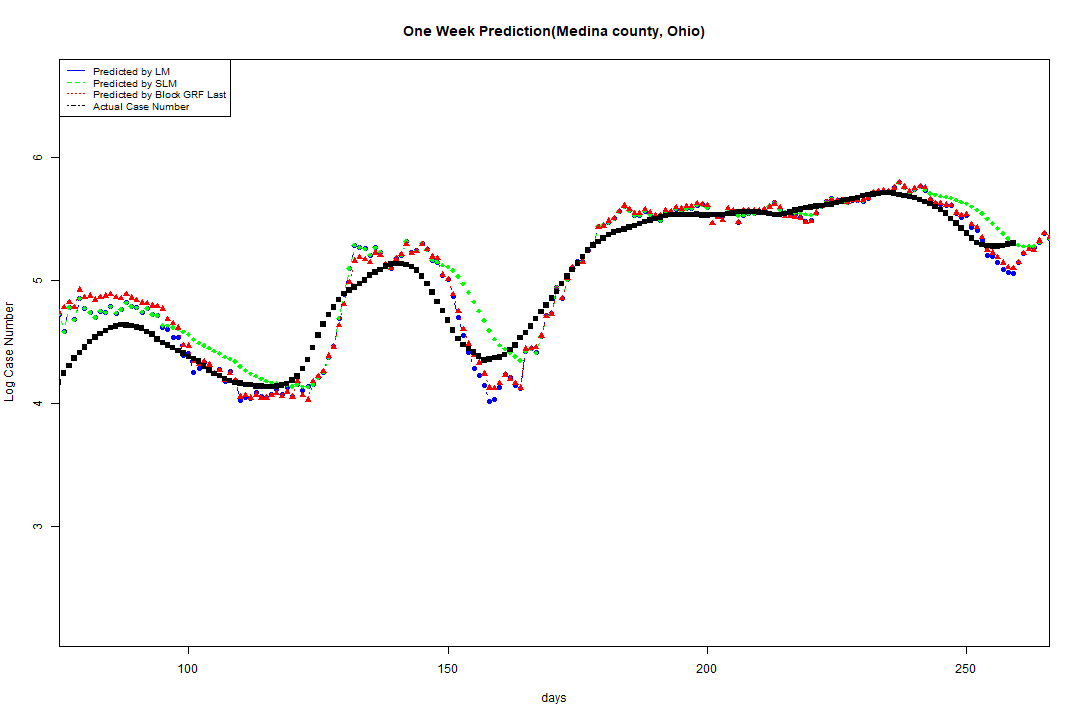 One Week Prediction(Medina county, Ohio)
Predicted by LM
Predicted by SLM
Predicted by Block GRF Last
Actual Case Number
6
5
4
3
Log Case Number
100 150 200 250
days